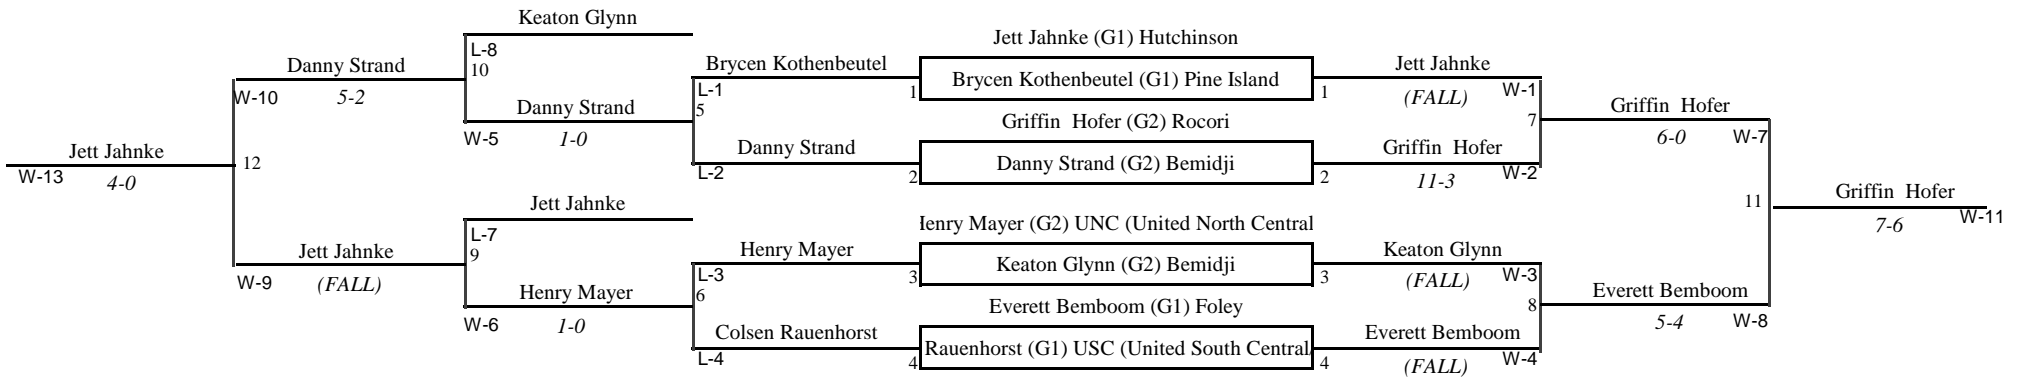 Keaton Glynn
Jett Jahnke (G1) Hutchinson
L-8
Danny Strand
10
Brycen Kothenbeutel
Brycen Kothenbeutel (G1) Pine Island
Jett Jahnke
W-10
5-2
L-1
1
1
(FALL)
W-1
Danny Strand
5
Griffin  Hofer (G2) Rocori
7
Griffin  Hofer
W-5
1-0
6-0
W-7
Jett Jahnke
12
Danny Strand
Danny Strand (G2) Bemidji
Griffin  Hofer
W-13
4-0
L-2
2
2
11-3
W-2
Jett Jahnke
11
Griffin  Hofer
L-7
Henry Mayer (G2) UNC (United North Central
7-6
W-11
Jett Jahnke
9
Henry Mayer
Keaton Glynn (G2) Bemidji
Keaton Glynn
W-9
(FALL)
L-3
3
3
(FALL)
W-3
Henry Mayer
6
Everett Bemboom (G1) Foley
8
Everett Bemboom
W-6
1-0
5-4
W-8
Colsen Rauenhorst
Rauenhorst (G1) USC (United South Central
Everett Bemboom
L-4
4
4
(FALL)
W-4